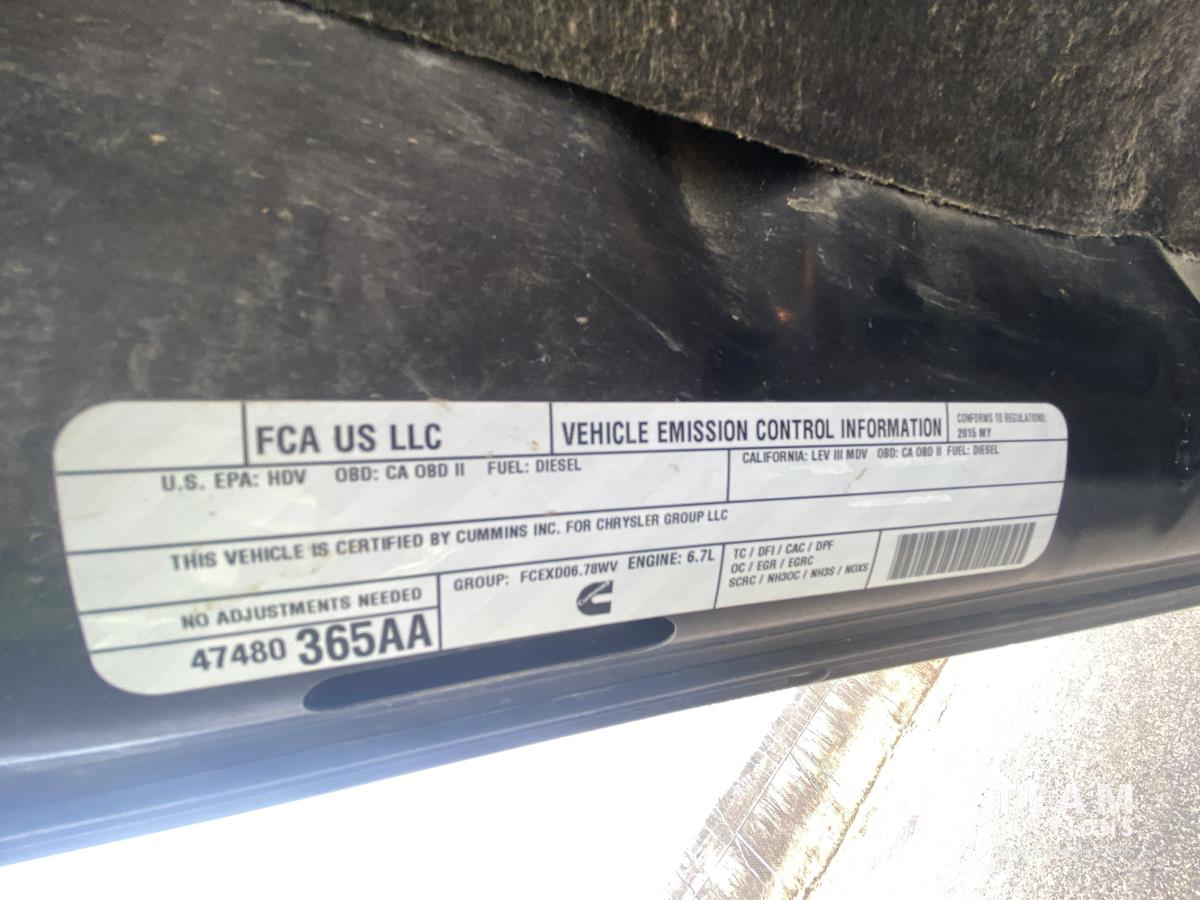 FCA US LLC
VEHICLE EMISSION CONTROL INFORMATION
CONFORMS TO REGULATIONS:
2015 MY
U.S. EPA: HDV OBD: CA OBD II FUEL: DIESEL
CALIFORNIA: LEV III MDV OBD: CA OBD II FUEL: DIESEL
THIS VEHICLE IS CERTIFIED BY CUMMINS INC. FOR CHRYSLER GROUP LLC
NO ADJUSTMENTS NEEDED
47480 365AA
GROUP: FCEXD06.78WV ENGINE: 6.7L
Cummins
TC / DFI / CAC / DPF
OC / EGR / EGRC
SCRC / NH3OC / NH3S / NOXS
TEAM
AUCTIONS